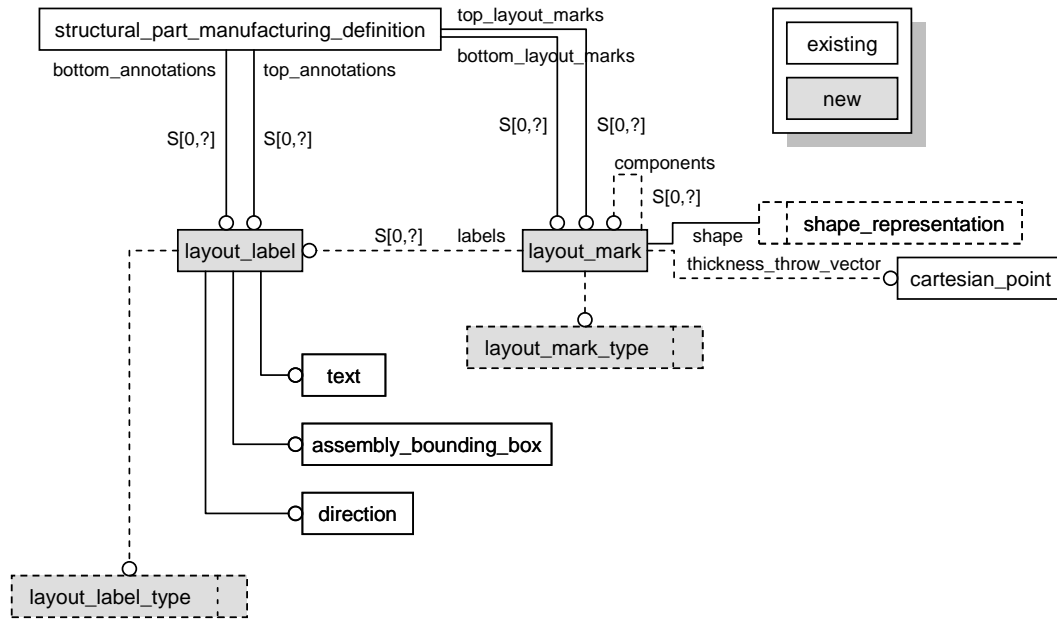 top_layout_marks
structural_part_manufacturing_definition
existing
bottom_annotations
top_annotations
bottom_layout_marks
new
S[0,?]
S[0,?]
S[0,?]
S[0,?]
components
S[0,?]
shape_representation
layout_label
S[0,?]
labels
layout_mark
shape
thickness_throw_vector
cartesian_point
layout_mark_type
text
assembly_bounding_box
direction
layout_label_type